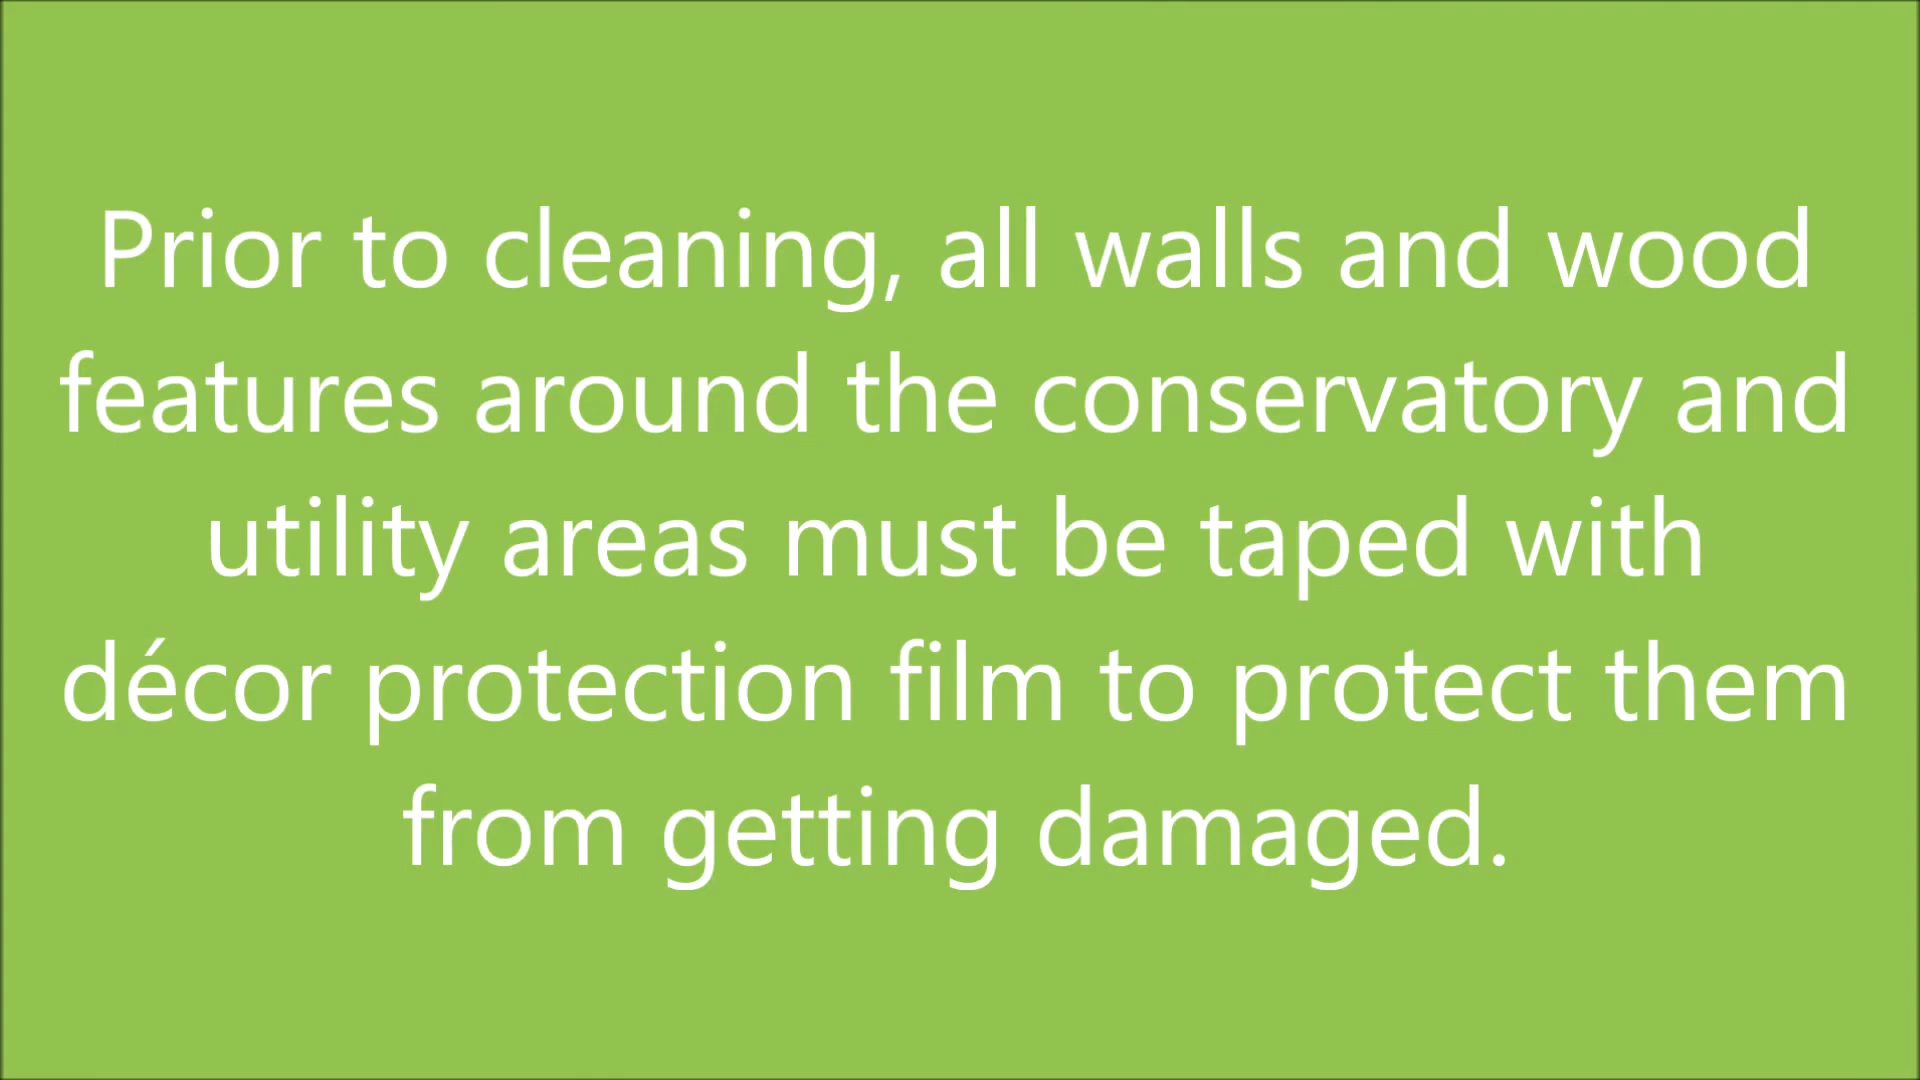 Prior to cleaning, all walls and wood
features around the conservatory and
utility areas must be taped with
décor protection film to protect them
from getting damaged.